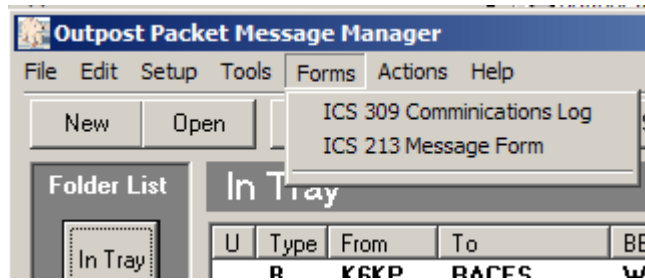 Outpost Packet Message Manager
File Edit Setup Tools Forms Actions Help
New Open
ICS 309 Comminications Log
ICS 213 Message Form
Folder List In Tray
In Tray
U Type From To
B K6KP RACES